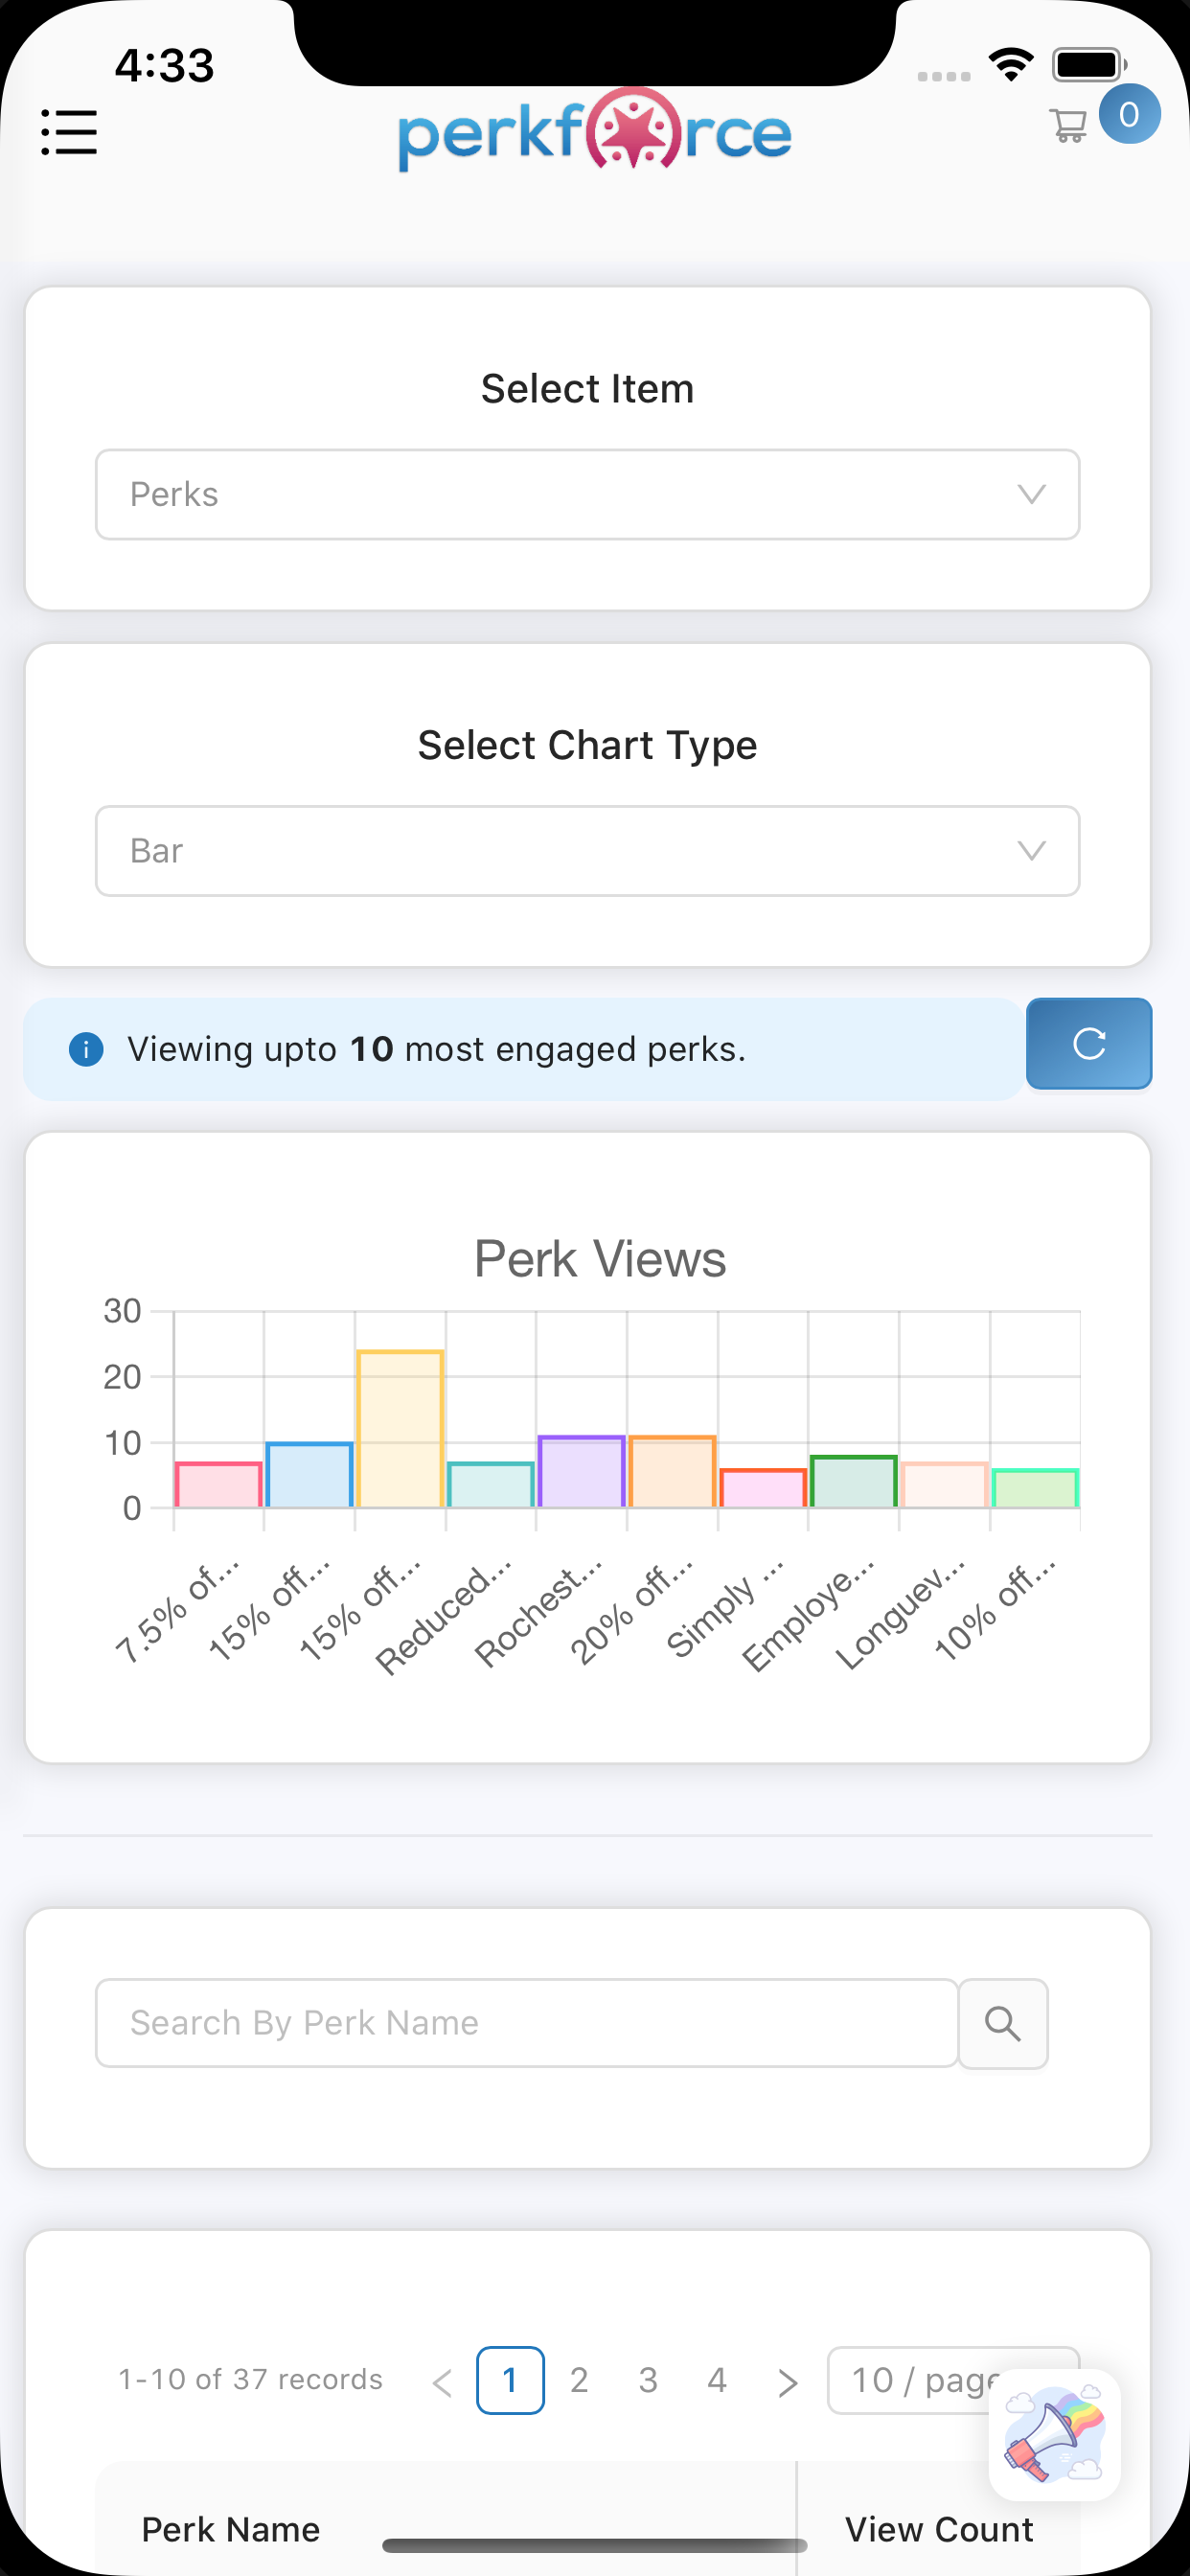 4:33
perkforce
0
Select Item
Perks
Select Chart Type
Bar
Viewing upto 10 most engaged perks.
Perk Views
30
20
10
0
7.5% of...
15% off...
15% off...
Reduced...
Rochest...
20% off...
Simply ...
Employe...
Longuev...
10% off...
Search By Perk Name
1-10 of 37 records
1
2
3
4
10 / page
Perk Name
View Count